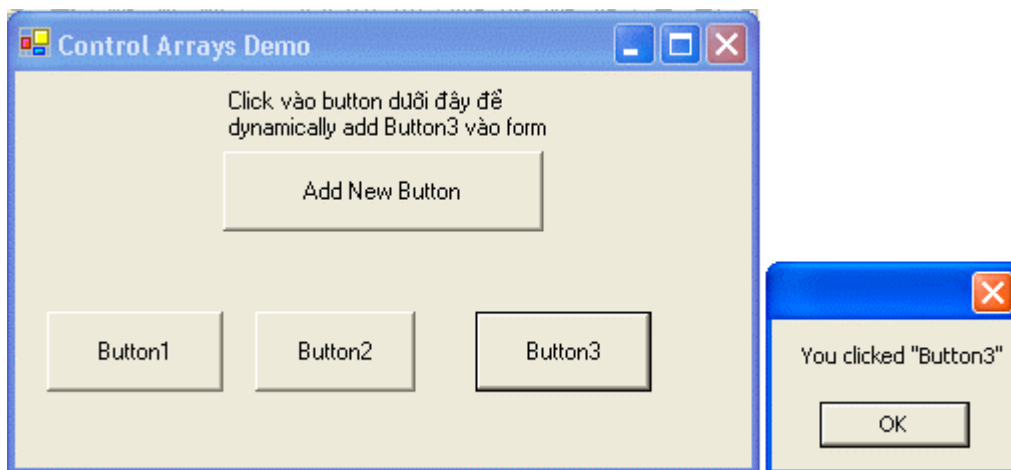 Control Arrays Demo
Click vào button dưới đây để
dynamically add Button3 vào form
Add New Button
Button1
Button2
Button3
You clicked "Button3"
OK